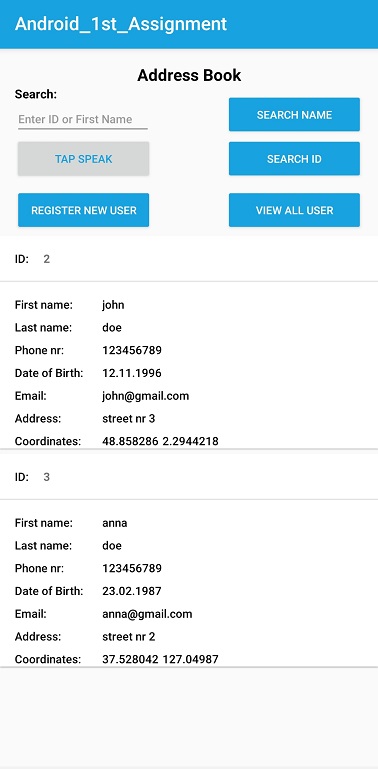 Android_1st_Assignment
Address Book
Search:
Enter ID or First Name
SEARCH NAME
TAP SPEAK
SEARCH ID
REGISTER NEW USER
VIEW ALL USER
ID: 2
First name: john
Last name: doe
Phone nr: 123456789
Date of Birth: 12.11.1996
Email: john@gmail.com
Address: street nr 3
Coordinates: 48.858286 2.2944218
ID: 3
First name: anna
Last name: doe
Phone nr: 123456789
Date of Birth: 23.02.1987
Email: anna@gmail.com
Address: street nr 2
Coordinates: 37.528042 127.04987